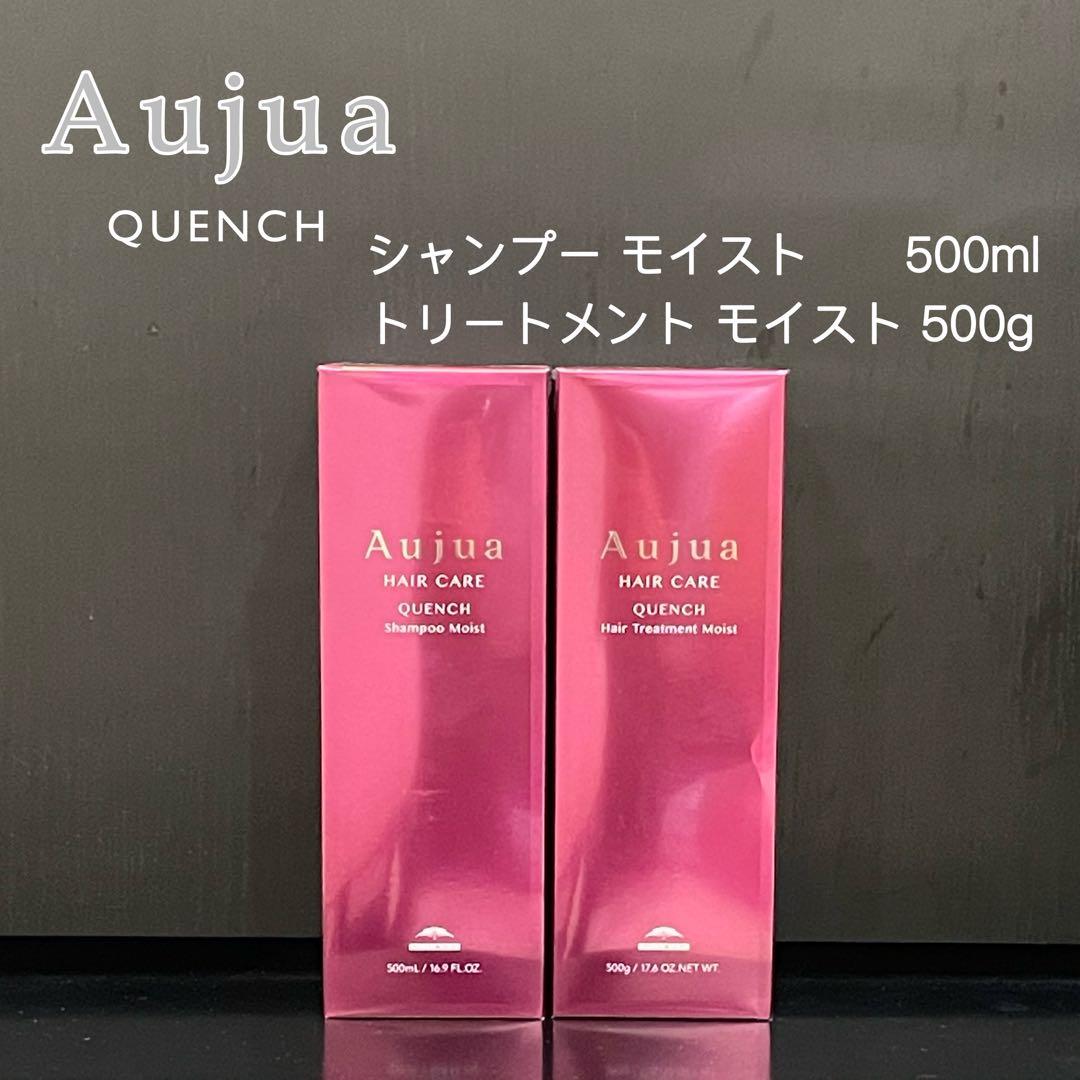 Aujua
QUENCH
シャンプー モイスト 500ml
トリートメント モイスト 500g
Aujua
HAIR CARE
QUENCH
Shampoo Moist
500mL / 16.9 FL.OZ.
Aujua
HAIR CARE
QUENCH
Hair Treatment Moist
500g / 17.6 OZ.NET WT.